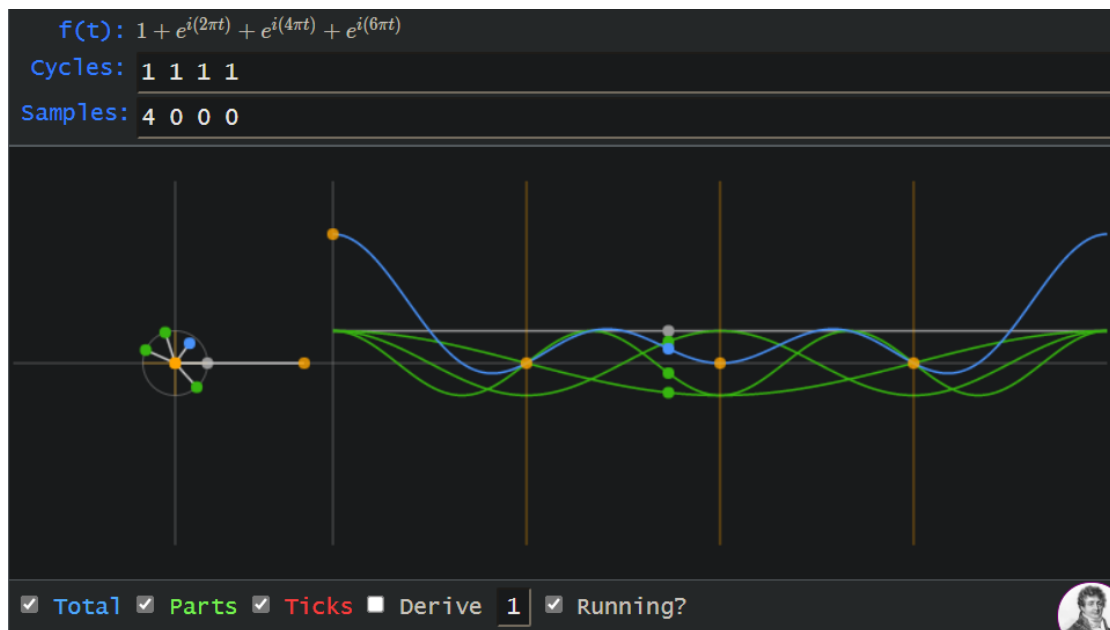 f(t): 1 + e^{i(2πt)} + e^{i(4πt)} + e^{i(6πt)}
Cycles: 1 1 1 1
Samples: 4 0 0 0
Total Parts Ticks Derive 1 Running?